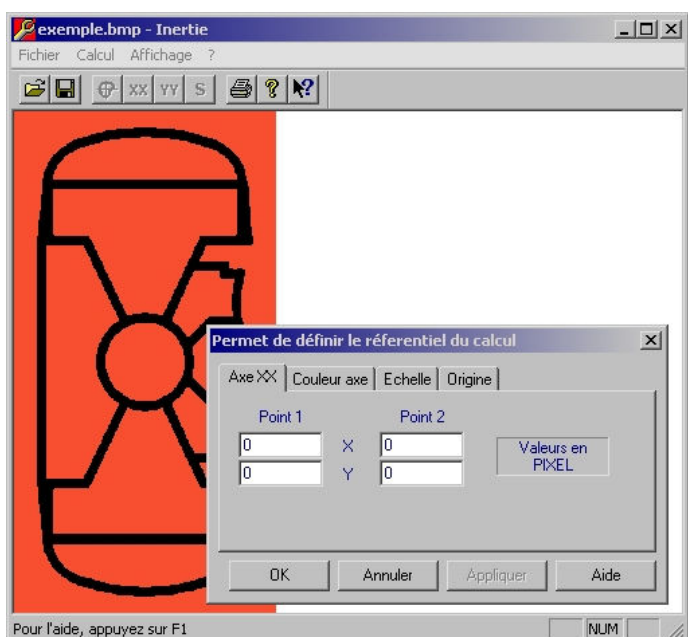 exemple.bmp - Inertie
Fichier Calcul Affichage ?
XX YY S
Permet de définir le réferentiel du calcul
Axe XX Couleur axe Echelle Origine
Point 1 Point 2
0 X 0 Valeurs en
0 Y 0 PIXEL
OK Annuler Appliquer Aide
Pour l'aide, appuyez sur F1 NUM